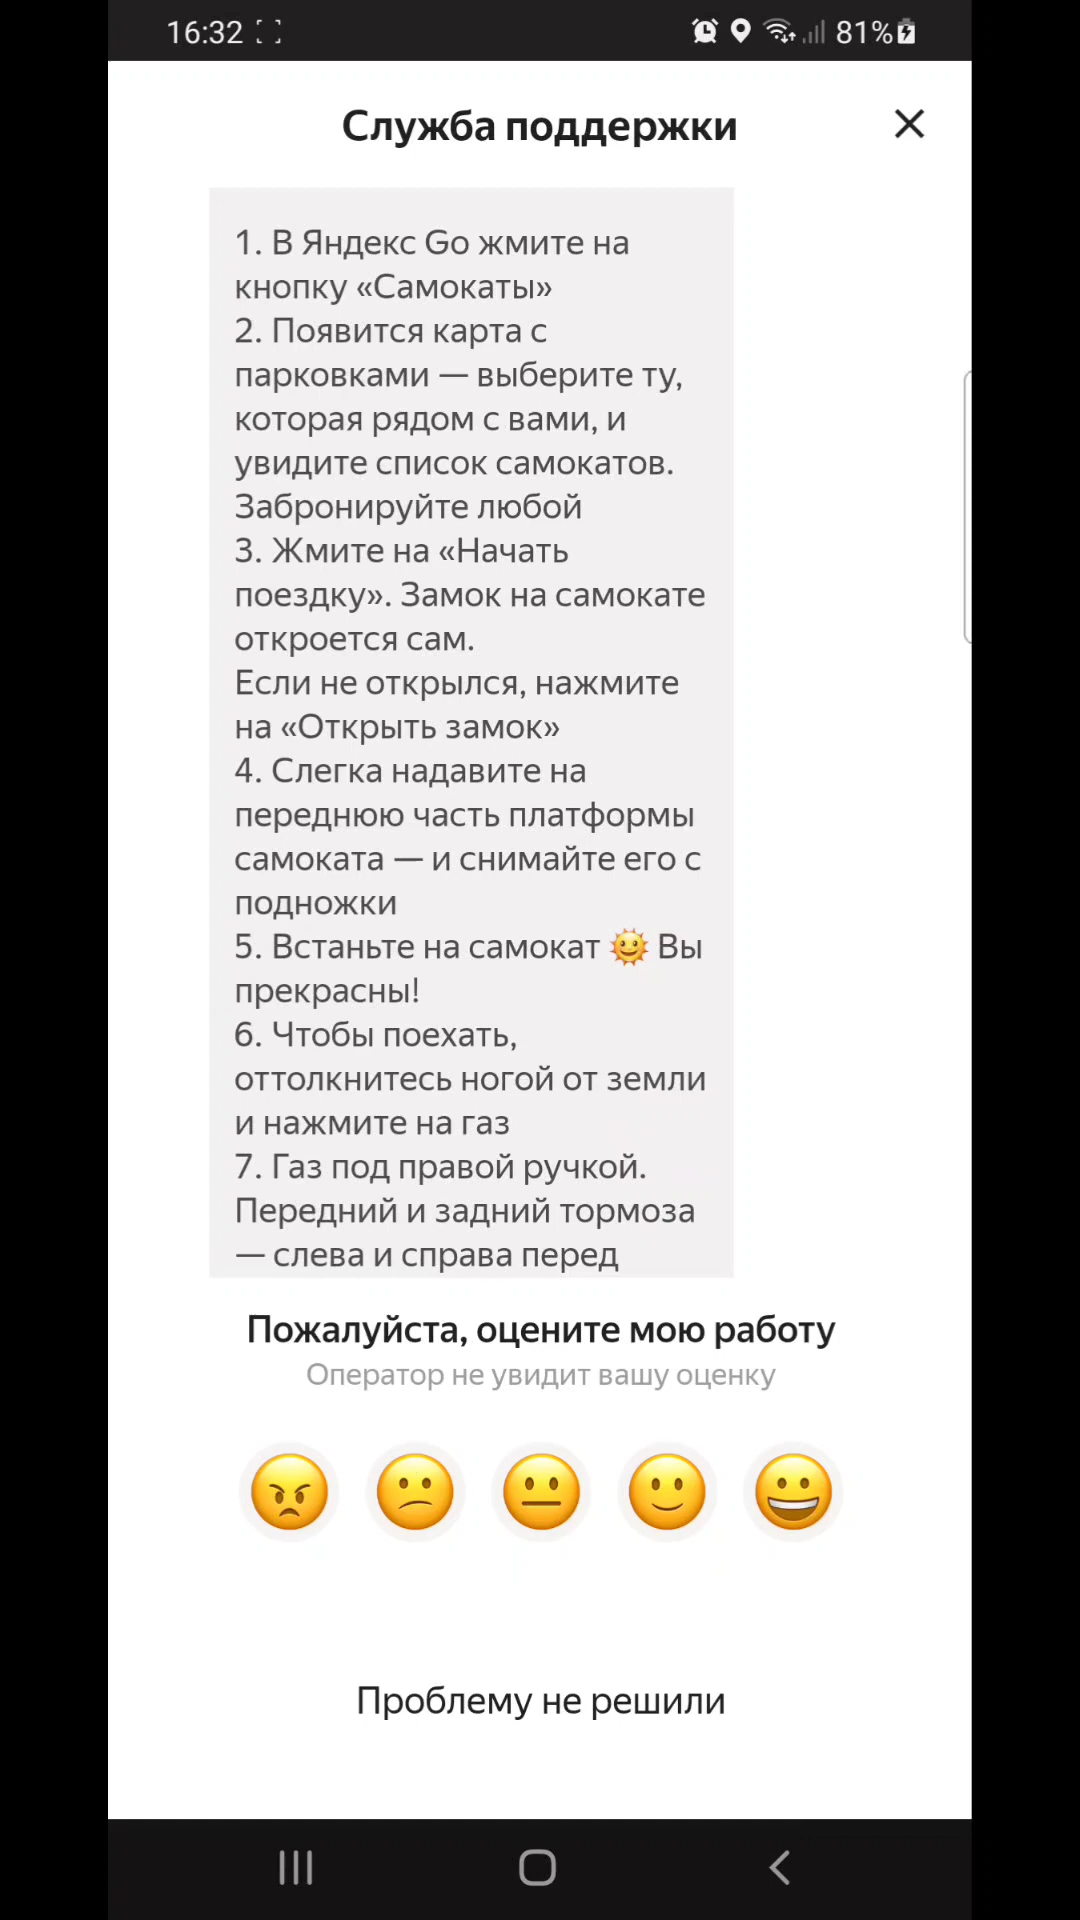 16:32
81%
Служба поддержки
1. В Яндекс Go жмите на
кнопку «Самокаты»
2. Появится карта с
парковками — выберите ту,
которая рядом с вами, и
увидите список самокатов.
Забронируйте любой
3. Жмите на «Начать
поездку». Замок на самокате
откроется сам.
Если не открылся, нажмите
на «Открыть замок»
4. Слегка надавите на
переднюю часть платформы
самоката — и снимайте его с
подножки
5. Встаньте на самокат 🌞 Вы
прекрасны!
6. Чтобы поехать,
оттолкнитесь ногой от земли
и нажмите на газ
7. Газ под правой ручкой.
Передний и задний тормоза
— слева и справа перед
Пожалуйста, оцените мою работу
Оператор не увидит вашу оценку
Проблему не решили